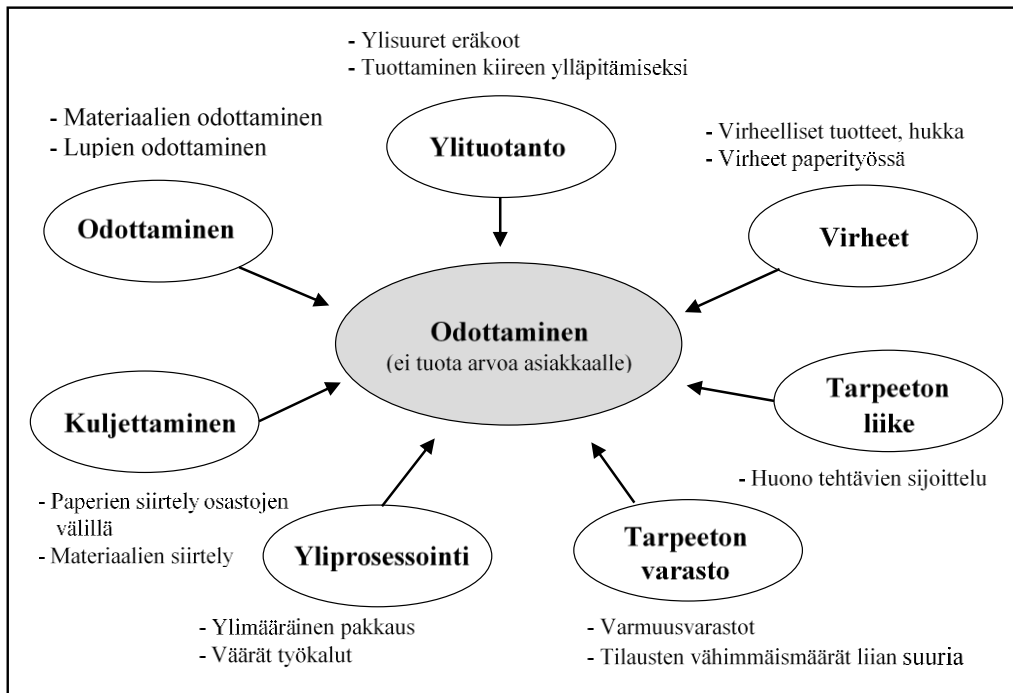 - Ylisuuret eräkoot
- Tuottaminen kiireen ylläpitämiseksi
Ylituotanto
- Materiaalien odottaminen
- Lupien odottaminen
Odottaminen
- Virheelliset tuotteet, hukka
- Virheet paperityössä
Virheet
Odottaminen
(ei tuota arvoa asiakkaalle)
Kuljettaminen
- Paperien siirtely osastojen
välillä
- Materiaalien siirtely
Tarpeeton
liike
- Huono tehtävien sijoittelu
Yliprosessointi
- Ylimääräinen pakkaus
- Väärät työkalut
Tarpeeton
varasto
- Varmuusvarastot
- Tilausten vähimmäismäärät liian suuria